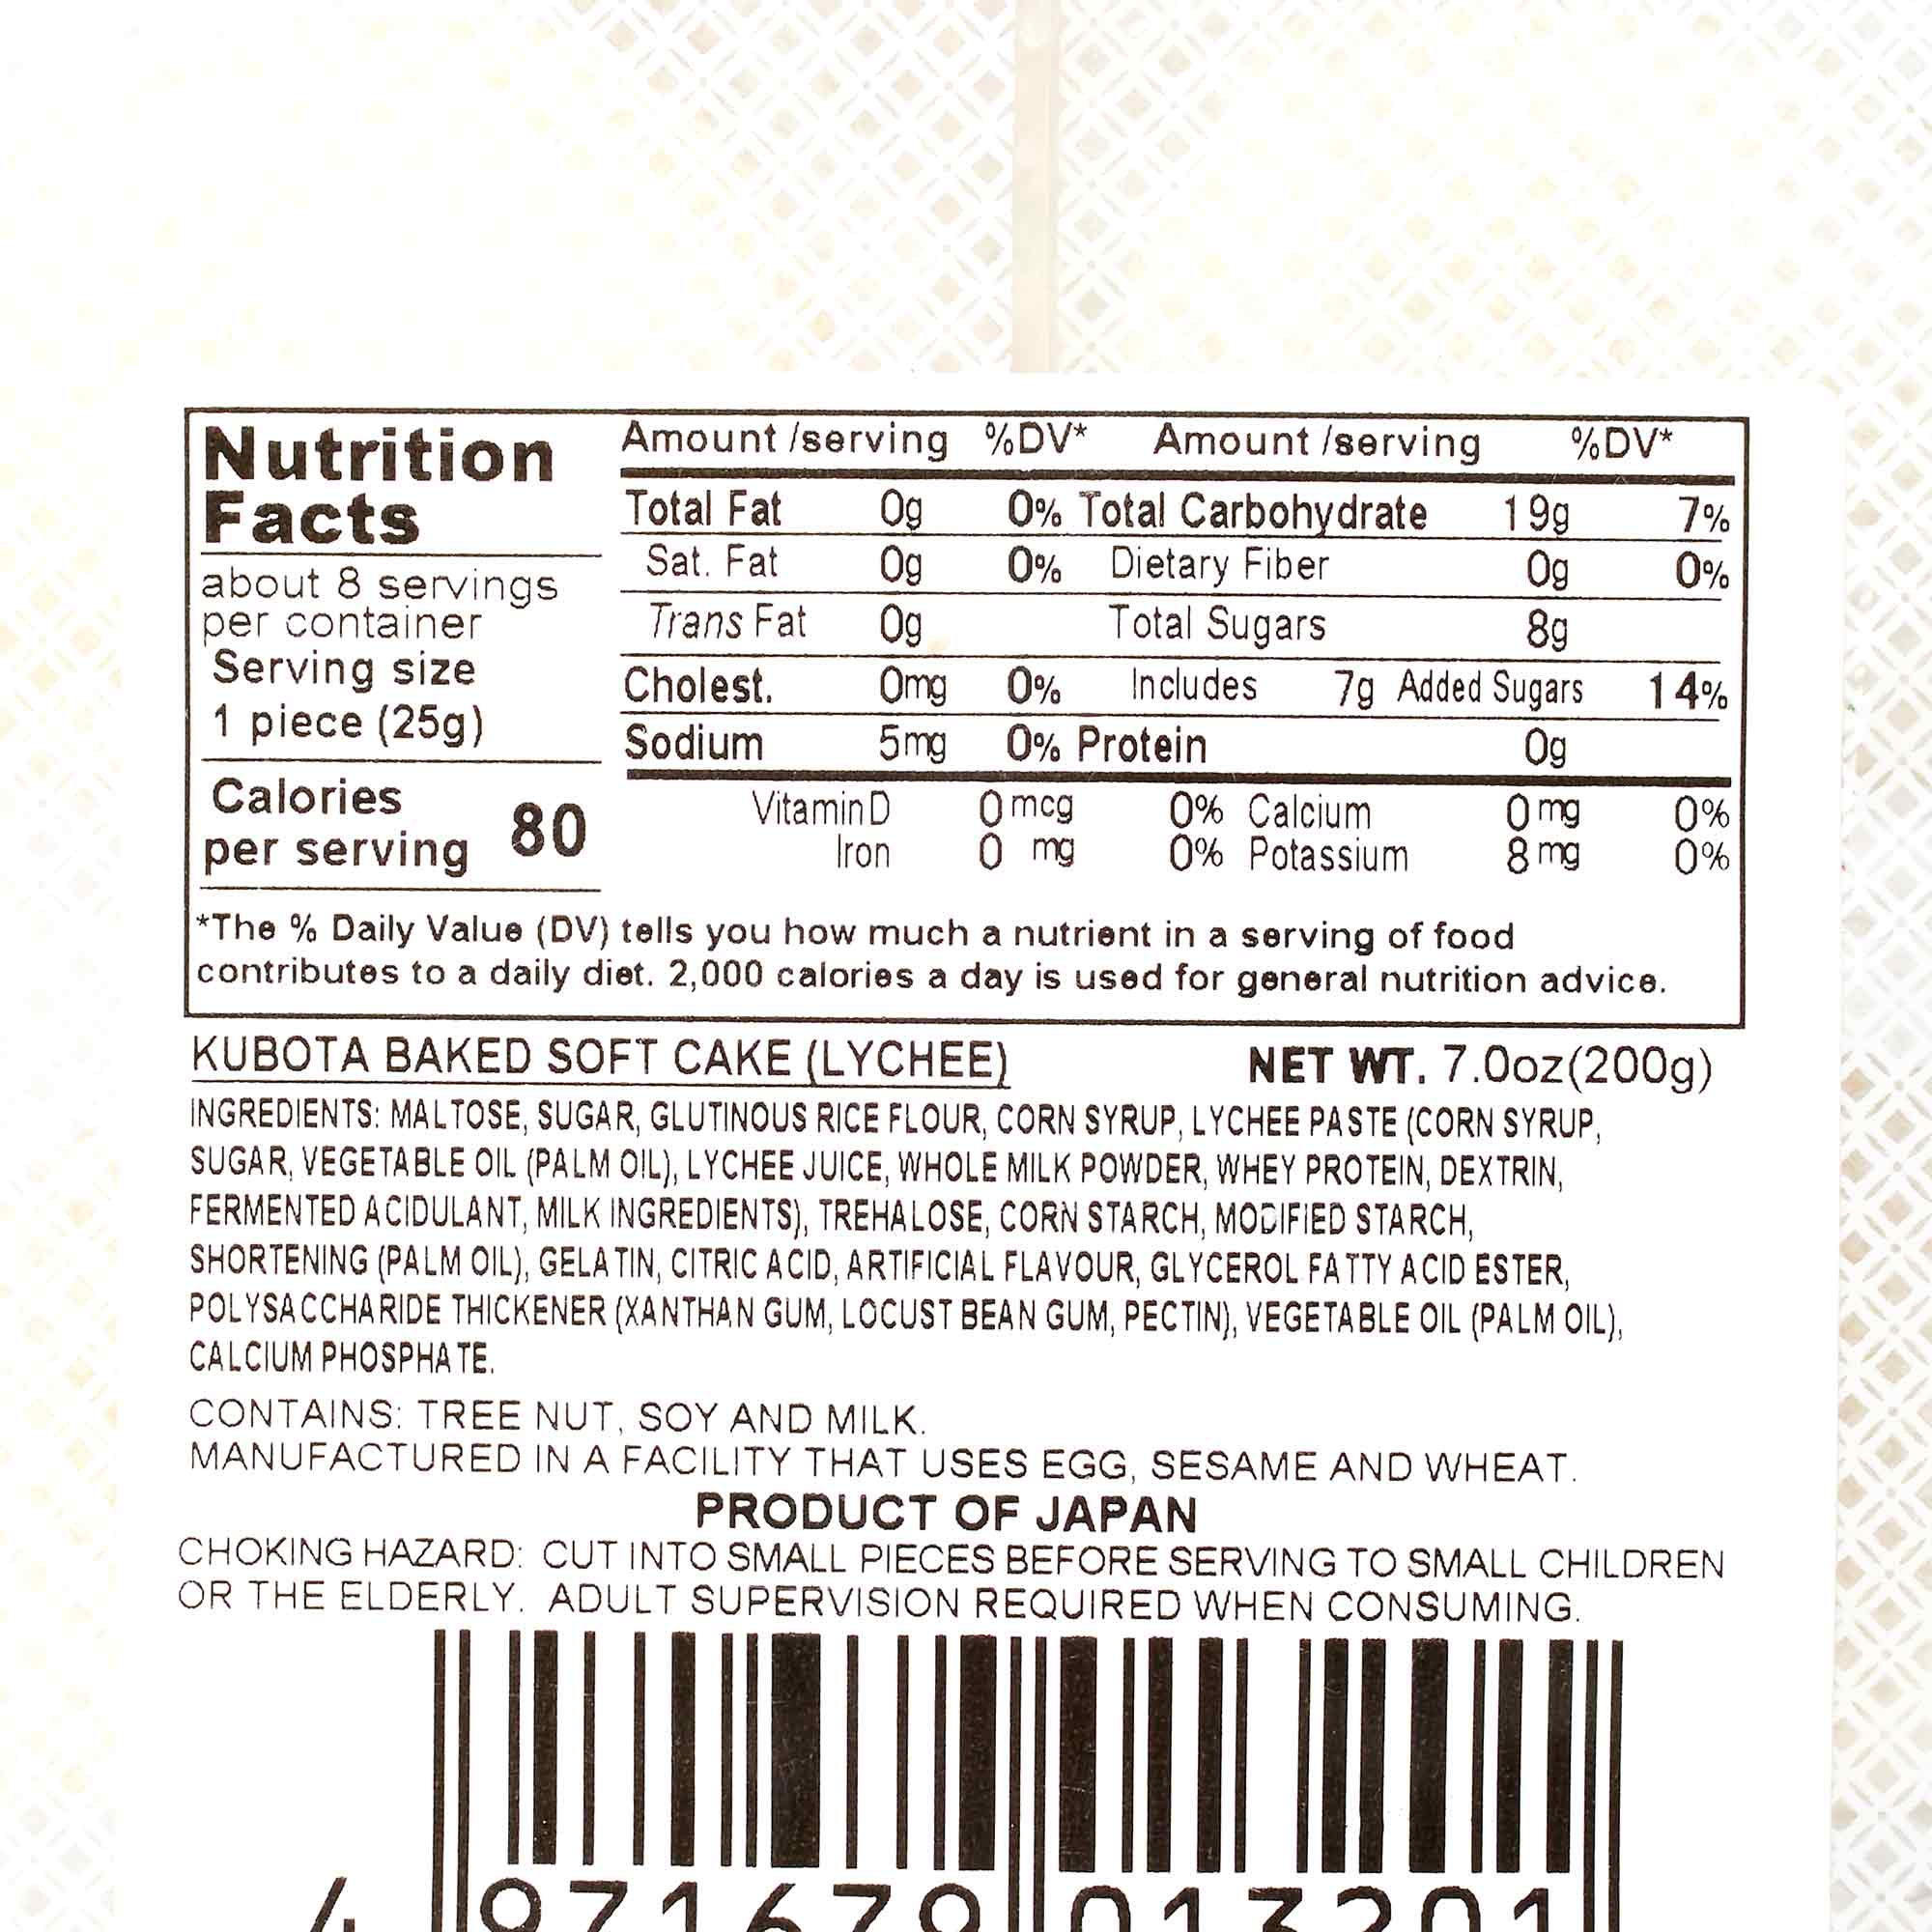 Nutrition
Facts
about 8 servings
per container
Serving size
1 piece (25g)
Calories
per serving 80
Amount /serving %DV* Amount /serving %DV*
Total Fat 0g 0% Total Carbohydrate 19g 7%
Sat. Fat 0g 0% Dietary Fiber 0g 0%
Trans Fat 0g Total Sugars 8g
Cholest. 0mg 0% Includes 7g Added Sugars 14%
Sodium 5mg 0% Protein 0g
Vitamin D 0 mcg 0% Calcium 0 mg 0%
Iron 0 mg 0% Potassium 8 mg 0%
*The % Daily Value (DV) tells you how much a nutrient in a serving of food
contributes to a daily diet. 2,000 calories a day is used for general nutrition advice.
KUBOTA BAKED SOFT CAKE (LYCHEE) NET WT. 7.0oz(200g)
INGREDIENTS: MALTOSE, SUGAR, GLUTINOUS RICE FLOUR, CORN SYRUP, LYCHEE PASTE (CORN SYRUP,
SUGAR, VEGETABLE OIL (PALM OIL), LYCHEE JUICE, WHOLE MILK POWDER, WHEY PROTEIN, DEXTRIN,
FERMENTED ACIDULANT, MILK INGREDIENTS), TREHALOSE, CORN STARCH, MODIFIED STARCH,
SHORTENING (PALM OIL), GELATIN, CITRIC ACID, ARTIFICIAL FLAVOUR, GLYCEROL FATTY ACID ESTER,
POLYSACCHARIDE THICKENER (XANTHAN GUM, LOCUST BEAN GUM, PECTIN), VEGETABLE OIL (PALM OIL),
CALCIUM PHOSPHATE.
CONTAINS: TREE NUT, SOY AND MILK.
MANUFACTURED IN A FACILITY THAT USES EGG, SESAME AND WHEAT.
PRODUCT OF JAPAN
CHOKING HAZARD: CUT INTO SMALL PIECES BEFORE SERVING TO SMALL CHILDREN
OR THE ELDERLY. ADULT SUPERVISION REQUIRED WHEN CONSUMING.
4 971679 013201